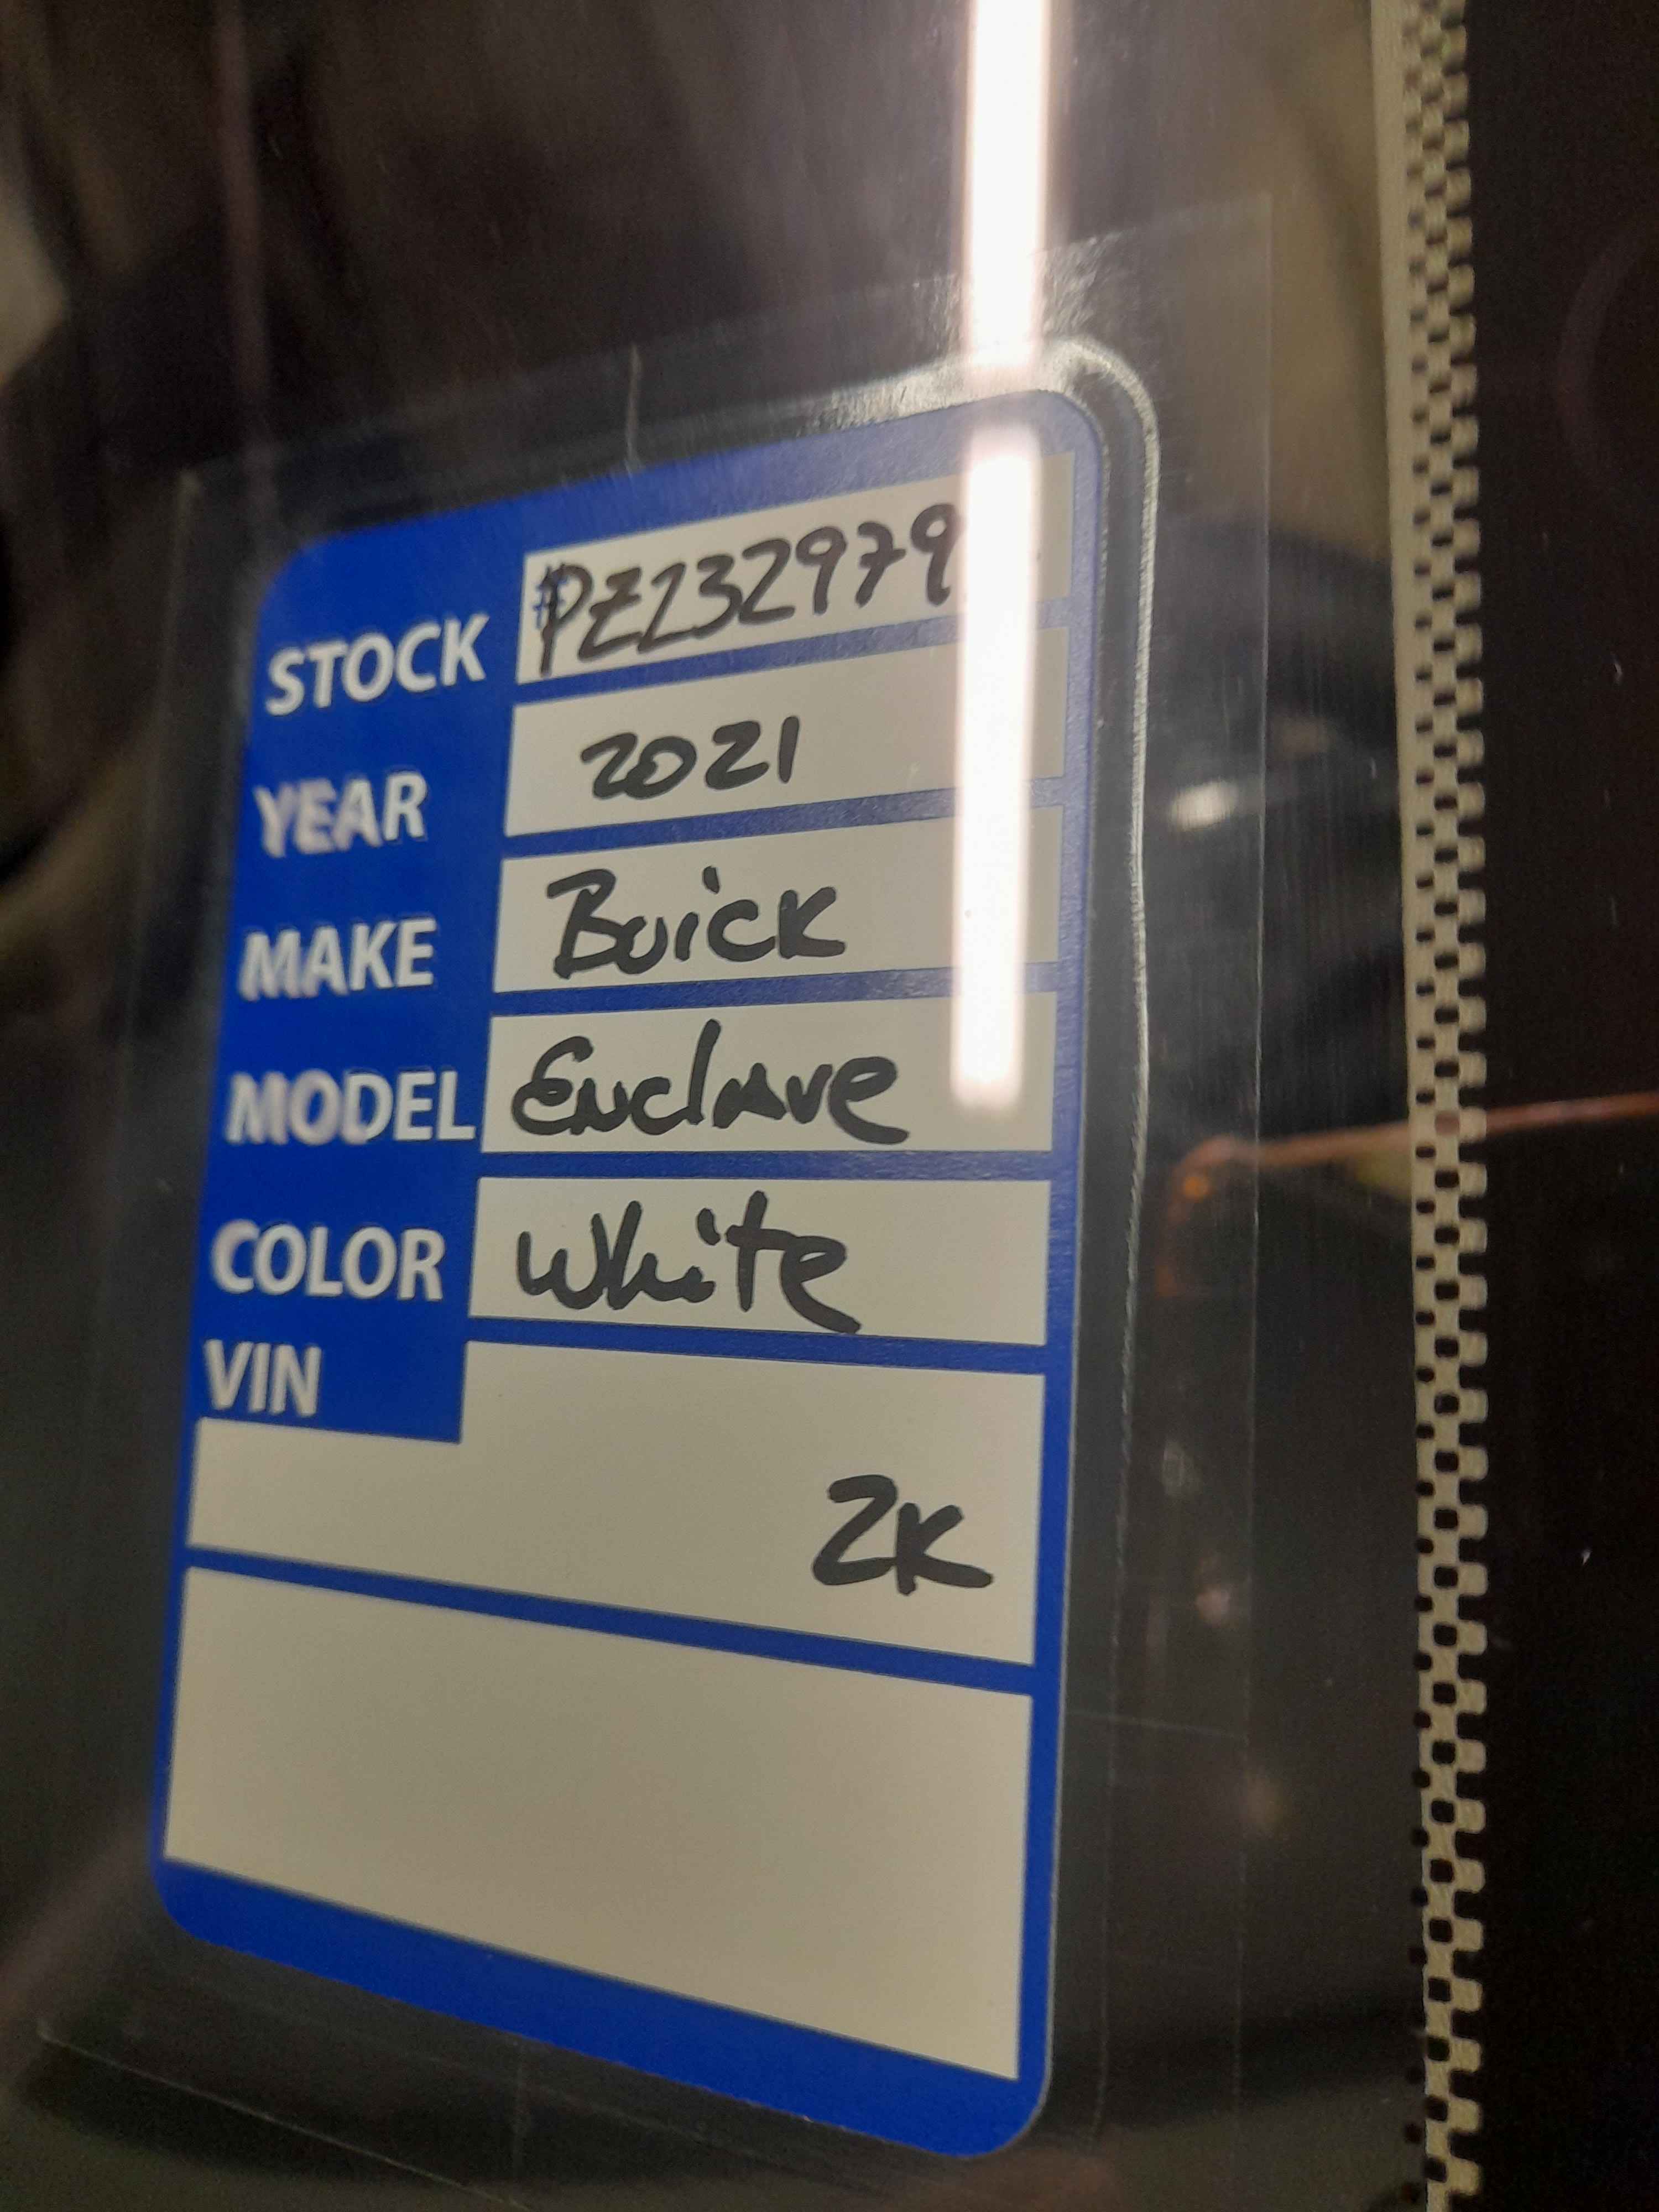 STOCK #PZ232979
YEAR 2021
MAKE Buick
MODEL Enclave
COLOR White
VIN
2K